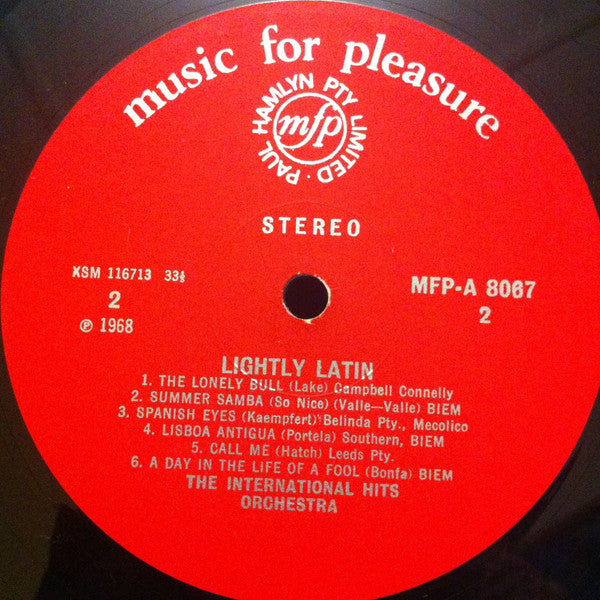 music for pleasure
PAUL HAMLYN PTY LIMITED ·
mfp
STEREO
KSM 116713 33⅓
2
℗ 1968
MFP-A 8067
2
LIGHTLY LATIN
1. THE LONELY BULL (Lake) Campbell Connelly
2. SUMMER SAMBA (So Nice) (Valle—Valle) BIEM
3. SPANISH EYES (Kaempfert) Belinda Pty., Mecolico
4. LISBOA ANTIGUA (Portela) Southern, BIEM
5. CALL ME (Hatch) Leeds Pty.
6. A DAY IN THE LIFE OF A FOOL (Bonfa) BIEM
THE INTERNATIONAL HITS
ORCHESTRA